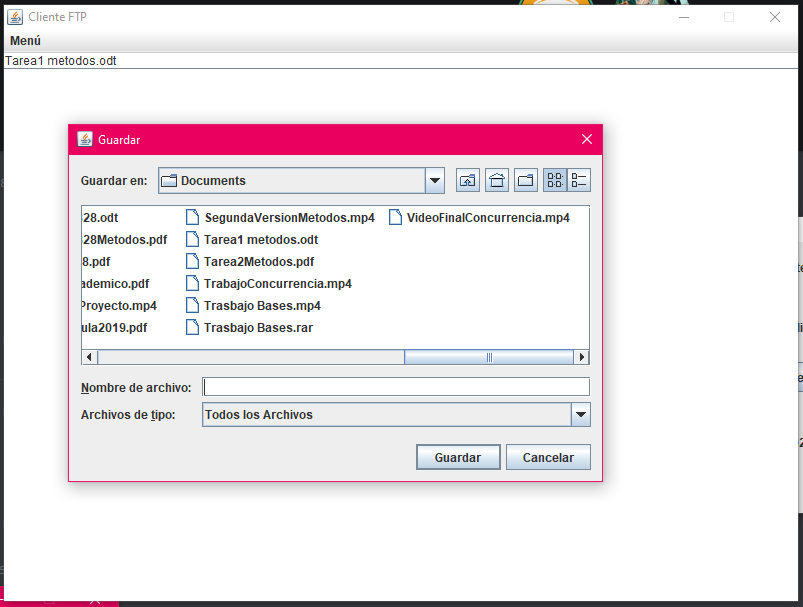 Cliente FTP
Menú
Tarea1 metodos.odt
Guardar
Guardar en: Documents
28.odt
28Metodos.pdf
8.pdf
ademico.pdf
Proyecto.mp4
ula2019.pdf
SegundaVersionMetodos.mp4
Tarea1 metodos.odt
Tarea2Metodos.pdf
TrabajoConcurrencia.mp4
Trasbajo Bases.mp4
Trasbajo Bases.rar
VideoFinalConcurrencia.mp4
Nombre de archivo:
Archivos de tipo: Todos los Archivos
Guardar Cancelar